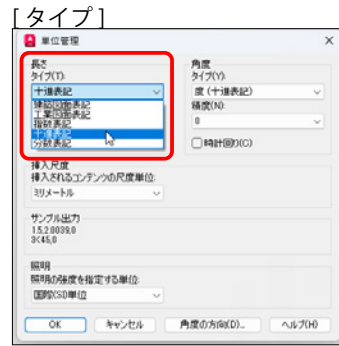 [ タイプ ]
単位管理
長さ
タイプ(T):
十進表記
建築図面表記
工業図面表記
指数表記
十進表記
分数表記
角度
タイプ(Y):
度 (十進表記)
精度(N):
0
時計回り(C)
挿入尺度
挿入されるコンテンツの尺度単位:
ミリメートル
サンプル出力
1.5,2.0039,0
3<45,0
照明
照明の強度を指定する単位:
国際(SI)単位
OK
キャンセル
角度の方向(D)...
ヘルプ(H)